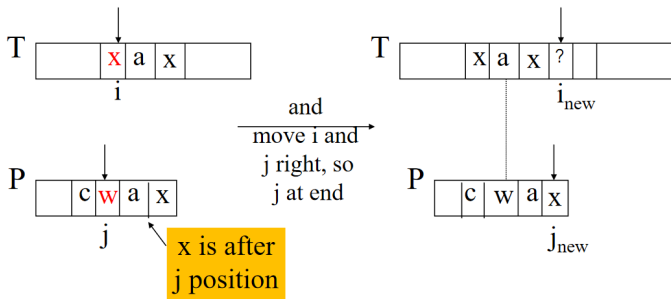 T
x a x
i
P
c w a x
j
x is after
j position
and
move i and
j right, so
j at end
T
x a x ?
i new
P
c w a x
j new